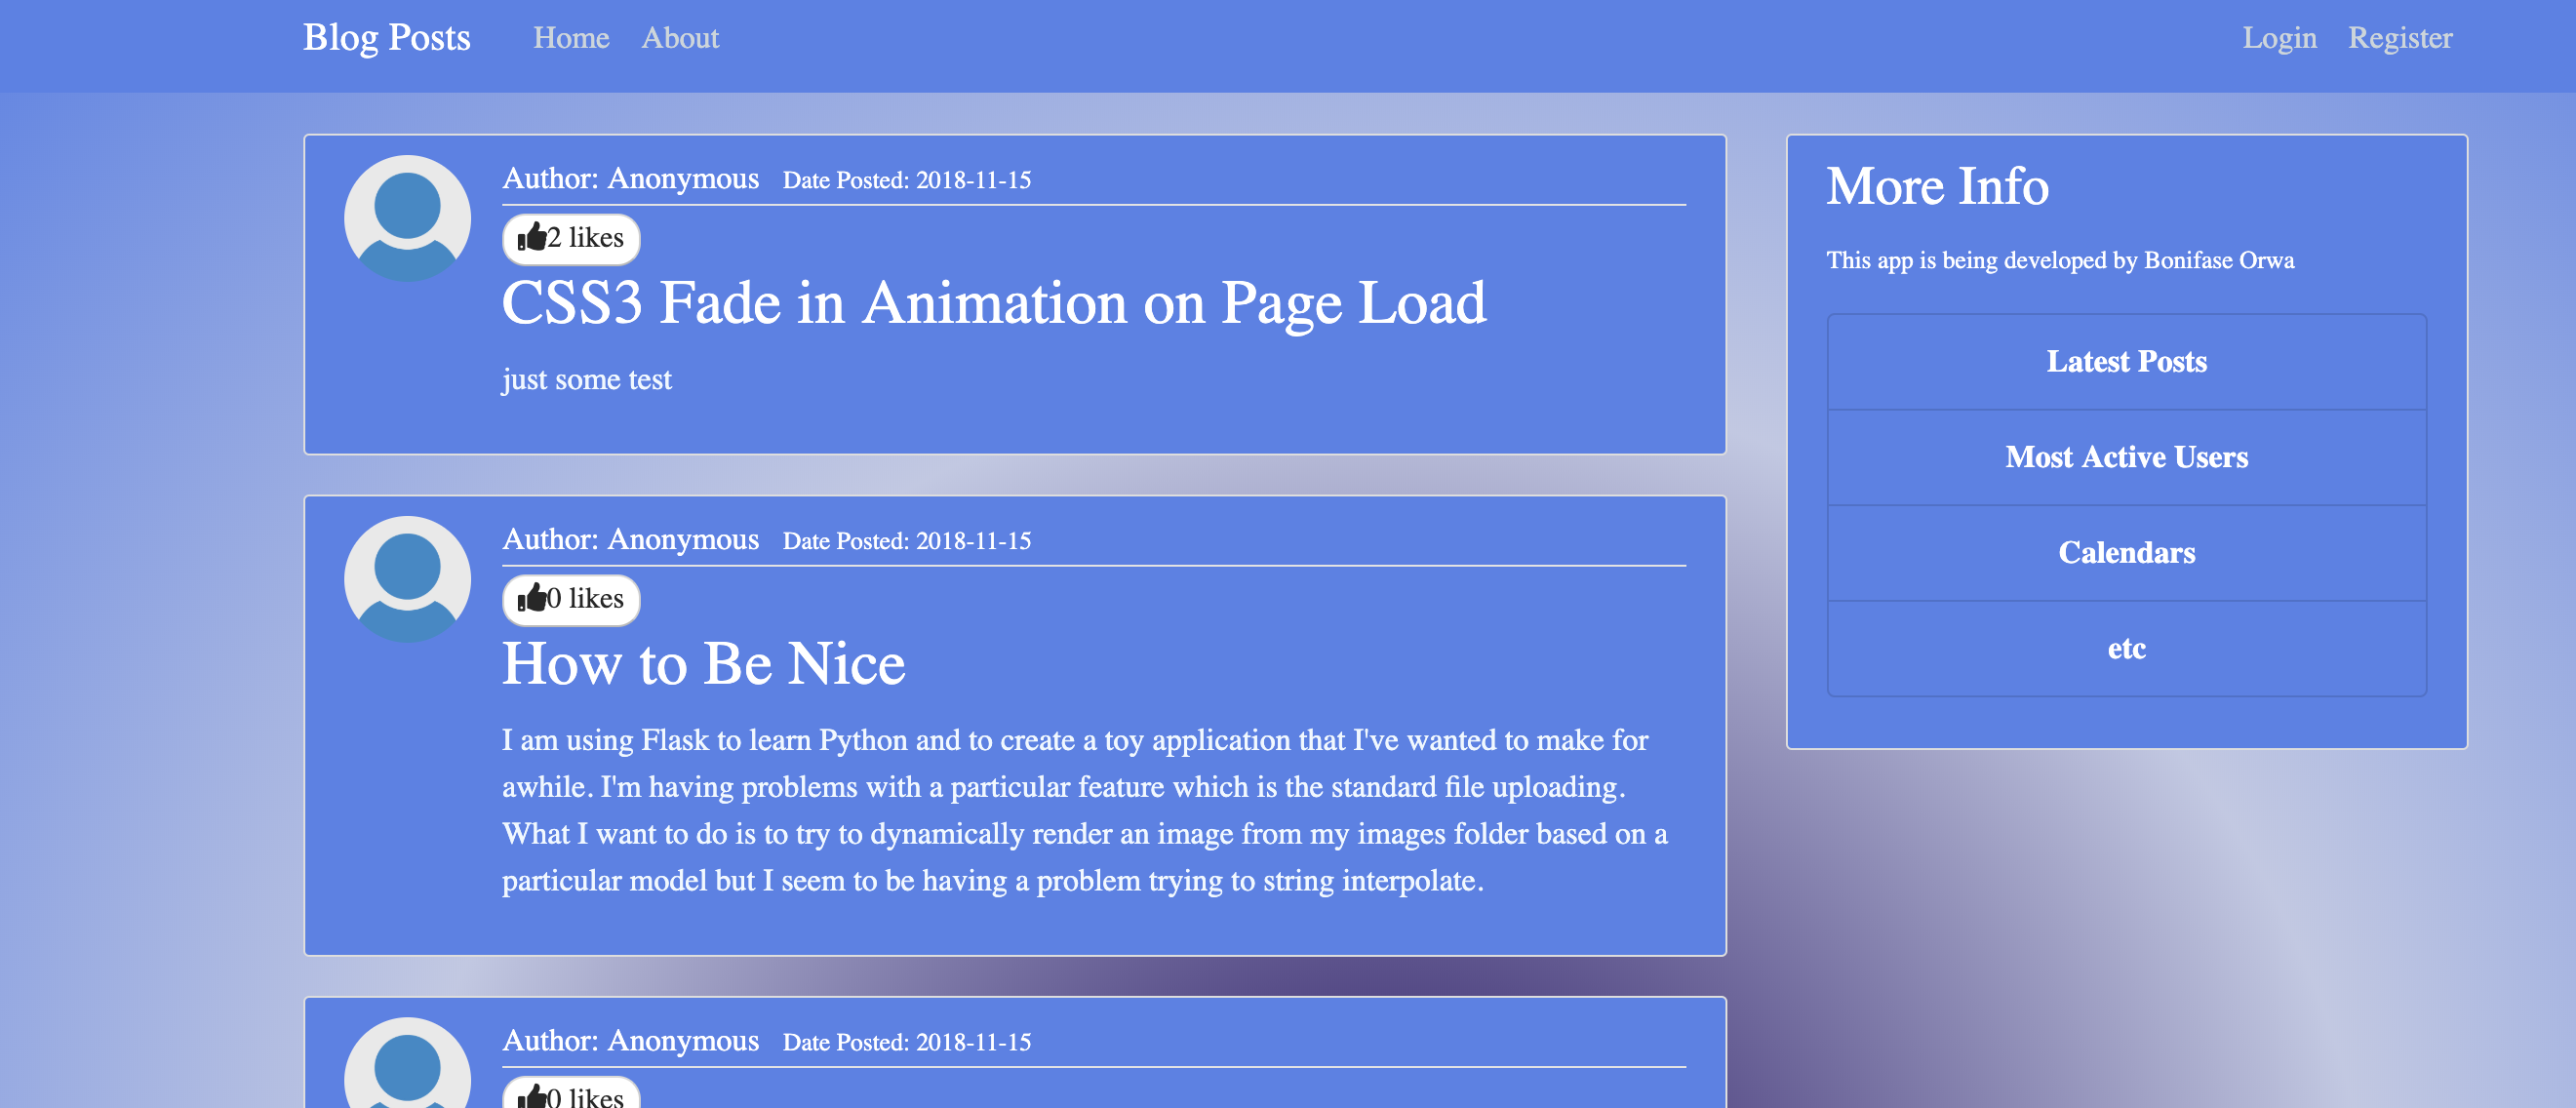 Blog Posts Home About Login Register
Author: Anonymous Date Posted: 2018-11-15
2 likes
CSS3 Fade in Animation on Page Load
just some test
Author: Anonymous Date Posted: 2018-11-15
0 likes
How to Be Nice
I am using Flask to learn Python and to create a toy application that I've wanted to make for
awhile. I'm having problems with a particular feature which is the standard file uploading.
What I want to do is to try to dynamically render an image from my images folder based on a
particular model but I seem to be having a problem trying to string interpolate.
Author: Anonymous Date Posted: 2018-11-15
0 likes
More Info
This app is being developed by Bonifase Orwa
Latest Posts
Most Active Users
Calendars
etc